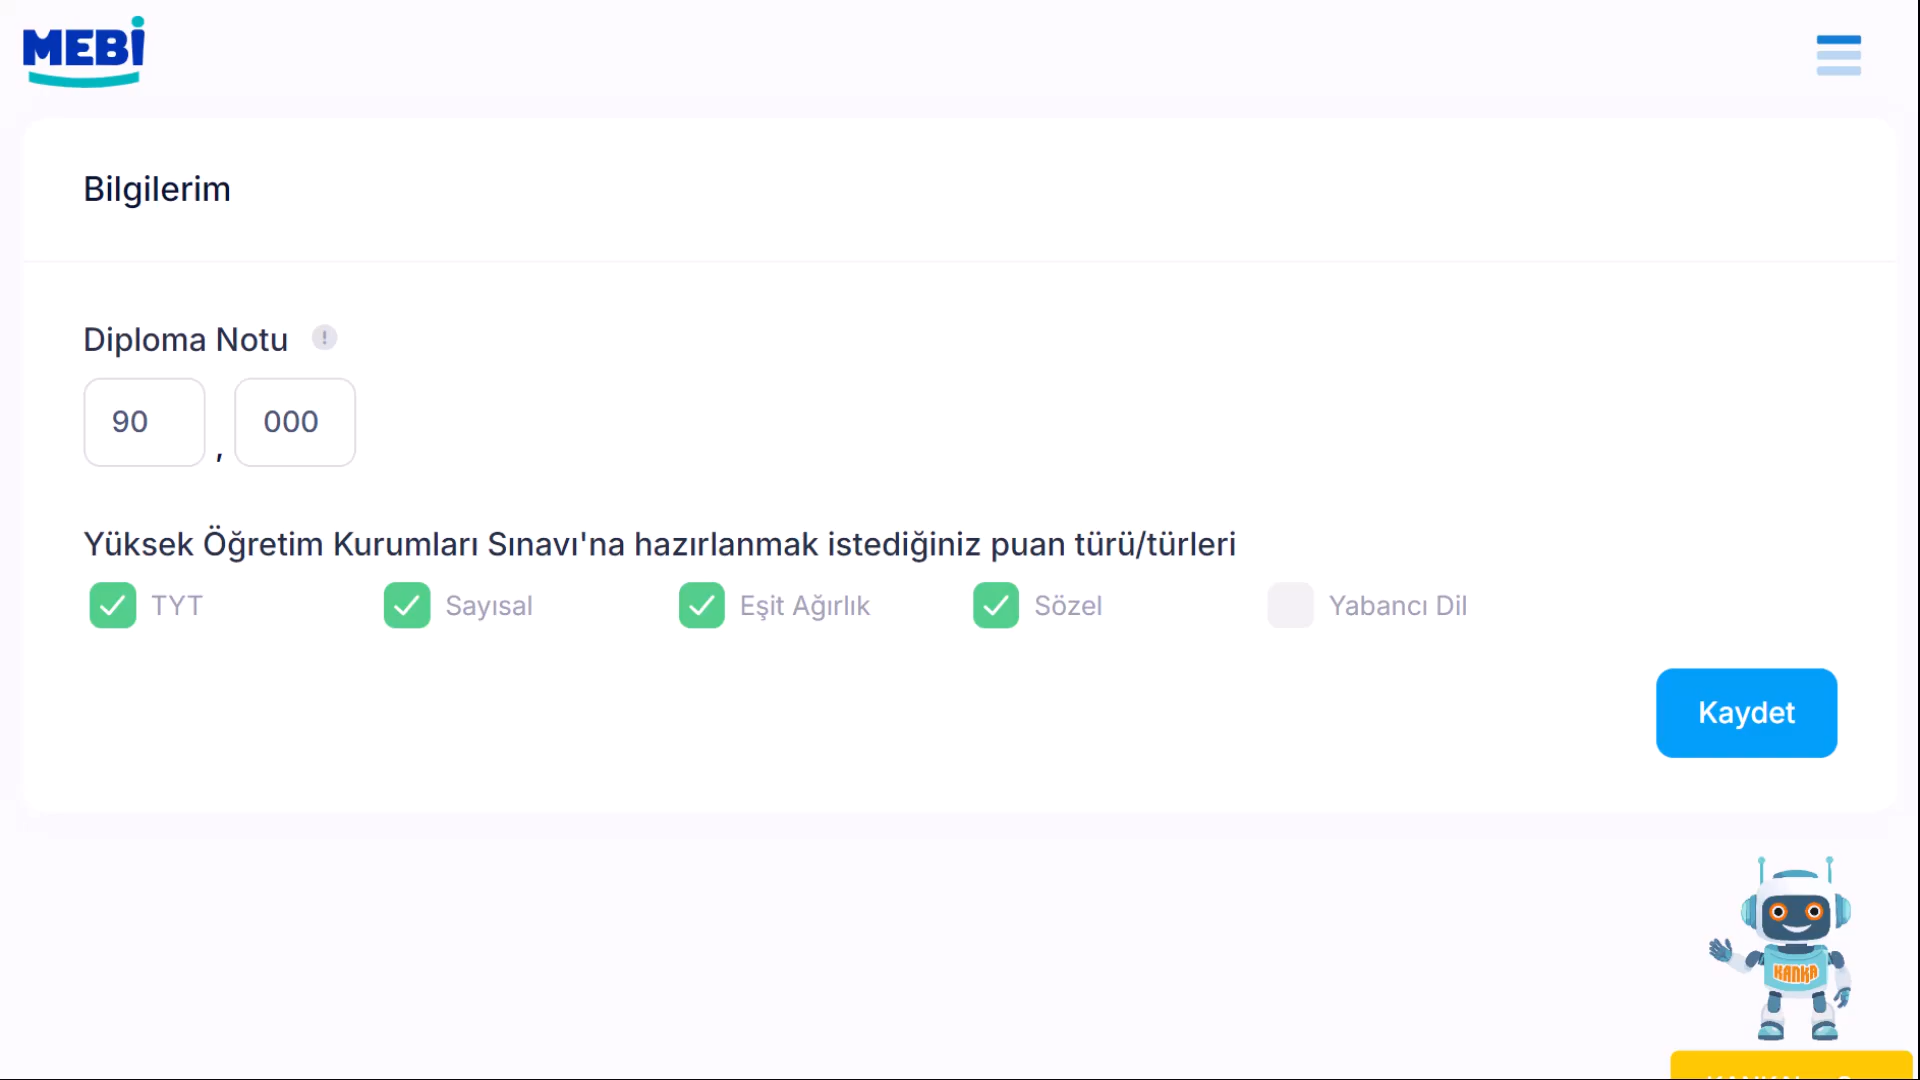 MEBİ
Bilgilerim
Diploma Notu
90 , 000
Yüksek Öğretim Kurumları Sınavı'na hazırlanmak istediğiniz puan türü/türleri
TYT Sayısal Eşit Ağırlık Sözel Yabancı Dil
Kaydet
KANKA